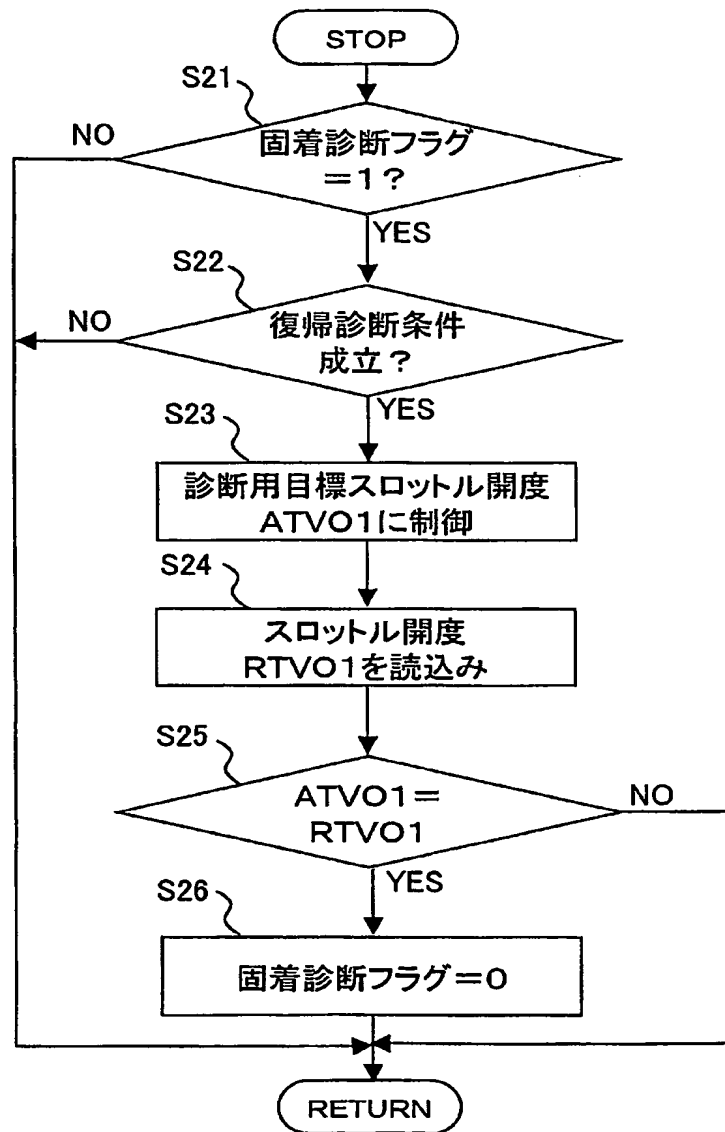 STOP
S21
固着診断フラグ
＝1？
NO
YES
S22
復帰診断条件
成立？
NO
YES
S23
診断用目標スロットル開度
ATVO1に制御
S24
スロットル開度
RTVO1を読込み
S25
ATVO1＝
RTVO1
NO
YES
S26
固着診断フラグ＝0
RETURN